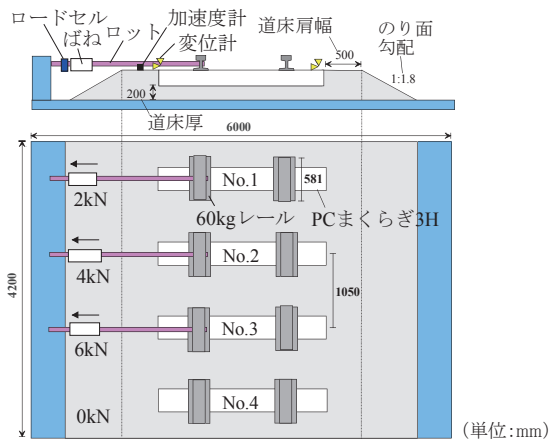 ロードセル
ばね
ロット
加速度計
変位計
道床肩幅
500
のり面
勾配
1:1.8
200
道床厚
6000
4200
2kN
No.1
581
60kgレール
PCまくらぎ3H
4kN
No.2
1050
6kN
No.3
0kN
No.4
(単位:mm)